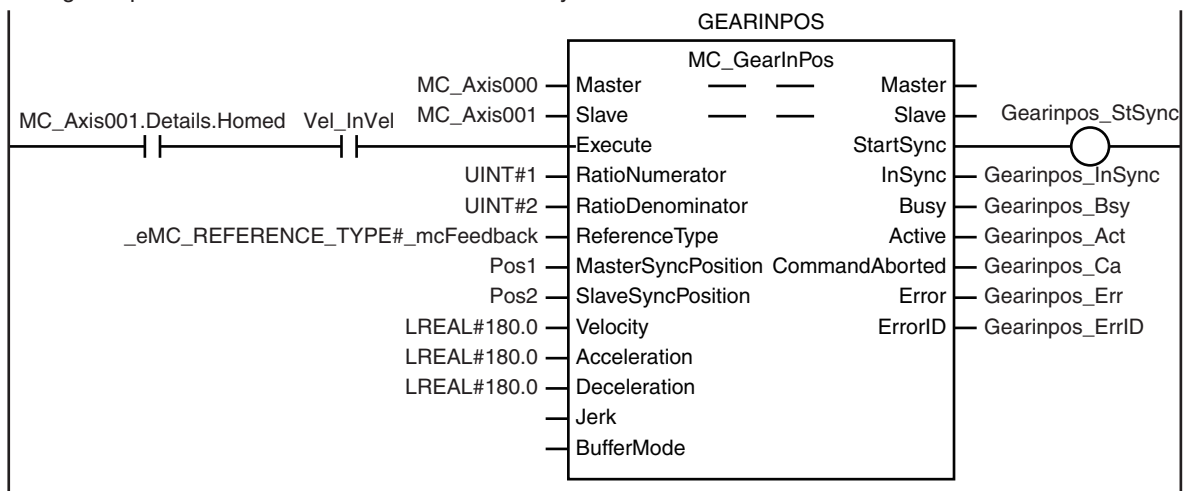 GEARINPOS
MC_GearInPos
MC_Axis000 Master Master
MC_Axis001.Details.Homed Vel_InVel MC_Axis001 Slave Slave Gearinpos_StSync
Execute StartSync
UINT#1 RatioNumerator InSync Gearinpos_InSync
UINT#2 RatioDenominator Busy Gearinpos_Bsy
_eMC_REFERENCE_TYPE#_mcFeedback ReferenceType Active Gearinpos_Act
Pos1 MasterSyncPosition CommandAborted Gearinpos_Ca
Pos2 SlaveSyncPosition Error Gearinpos_Err
LREAL#180.0 Velocity ErrorID Gearinpos_ErrID
LREAL#180.0 Acceleration
LREAL#180.0 Deceleration
Jerk
BufferMode